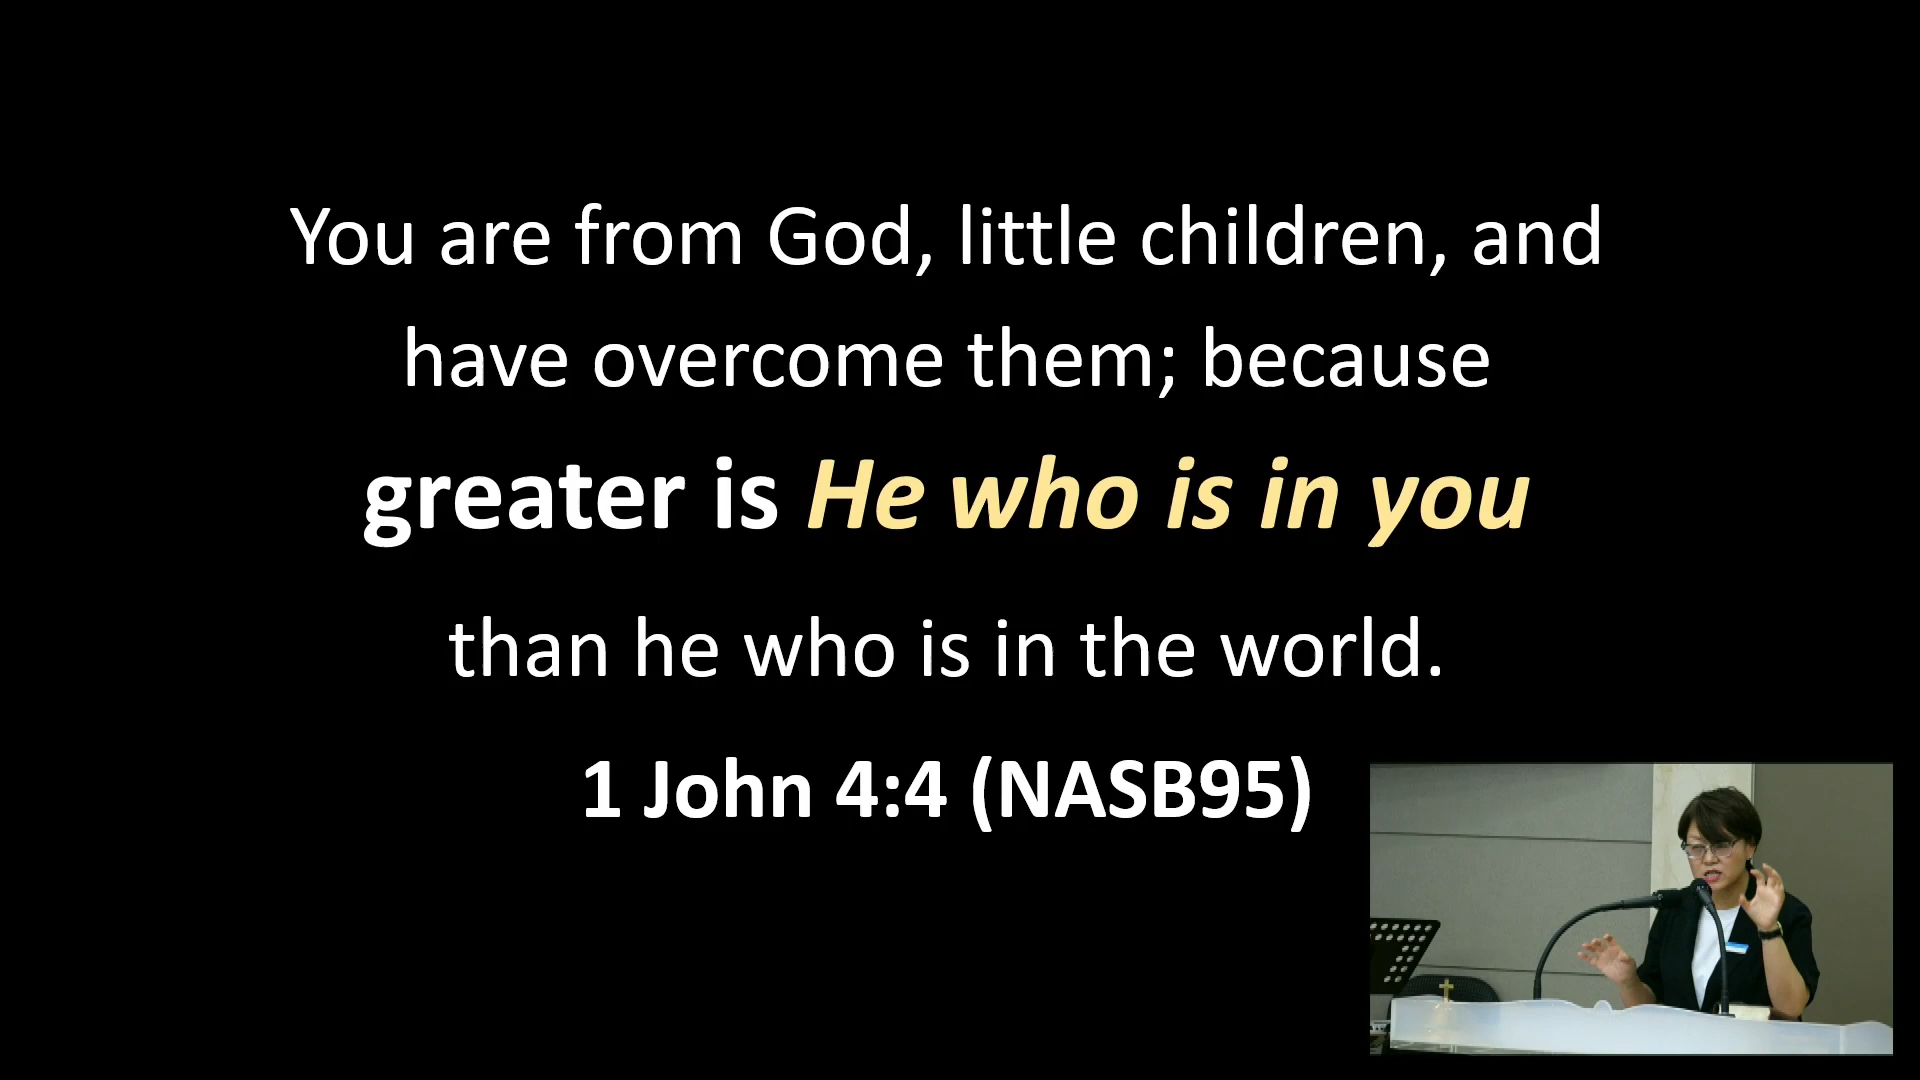 You are from God, little children, and
have overcome them; because
greater is He who is in you
than he who is in the world.
1 John 4:4 (NASB95)